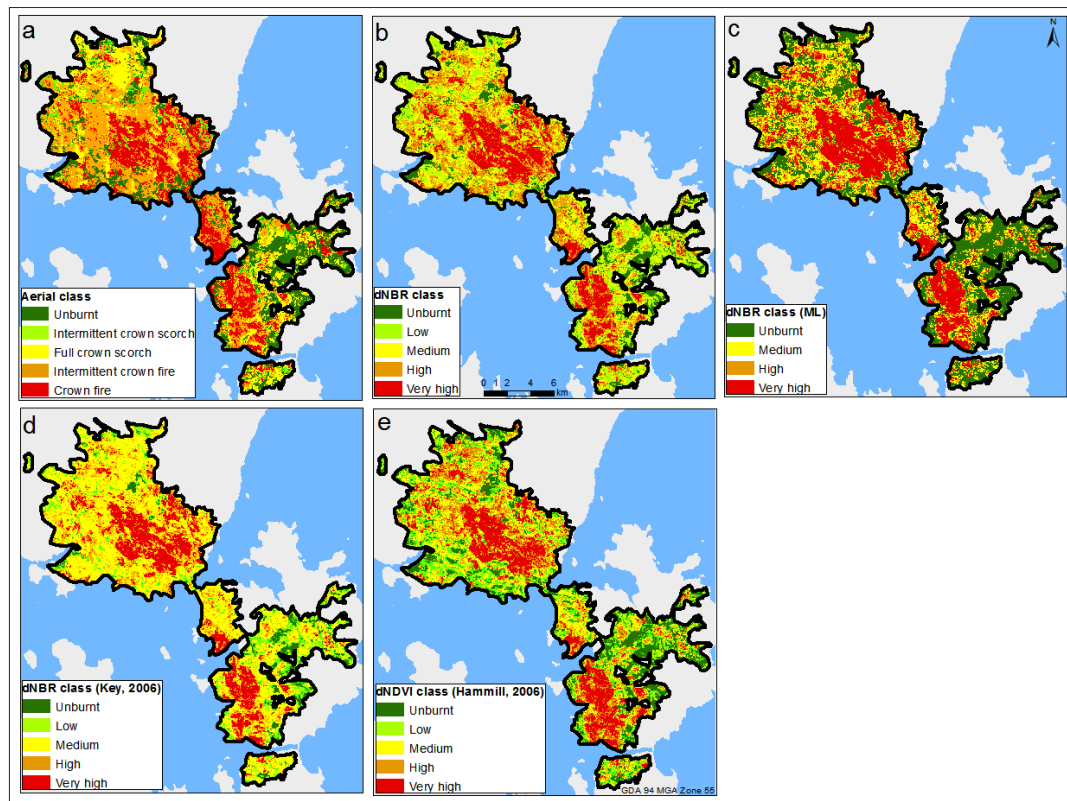 a
Aerial class
Unburnt
Intermittent crown scorch
Full crown scorch
Intermittent crown fire
Crown fire
b
dNBR class
Unburnt
Low
Medium
High
Very high
0 1 2 4 6
km
c
N
dNBR class (ML)
Unburnt
Medium
High
Very high
d
dNBR class (Key, 2006)
Unburnt
Low
Medium
High
Very high
e
dNDVI class (Hammill, 2006)
Unburnt
Low
Medium
High
Very high
GDA 94 MGA Zone 55